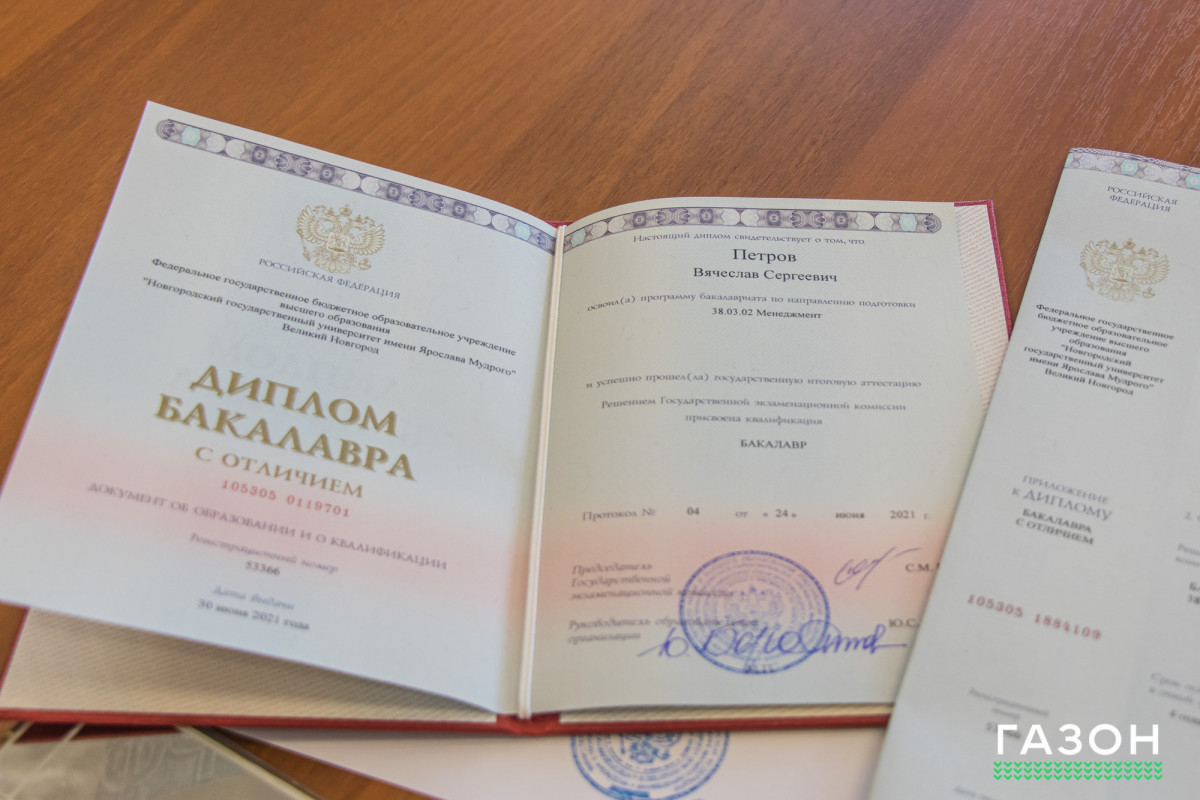 РОССИЙСКАЯ ФЕДЕРАЦИЯ
Федеральное государственное бюджетное образовательное учреждение
высшего образования
"Новгородский государственный университет имени Ярослава Мудрого"
Великий Новгород
ДИПЛОМ
БАКАЛАВРА
С ОТЛИЧИЕМ
105305 0119701
ДОКУМЕНТ ОБ ОБРАЗОВАНИИ И О КВАЛИФИКАЦИИ
Регистрационный номер
53366
Дата выдачи
30 июня 2021 года
Настоящий диплом свидетельствует о том, что
Петров
Вячеслав Сергеевич
освоил(а) программу бакалавриата по направлению подготовки
38.03.02 Менеджмент
и успешно прошел(ла) государственную итоговую аттестацию
Решением Государственной экзаменационной комиссии
присвоена квалификация
БАКАЛАВР
Протокол № 04 от « 24 » июня 2021 г.
Председатель
Государственной
экзаменационной комиссии
С.М.
Руководитель образовательной
организации
Ю.С.
РОССИЙСКАЯ
ФЕДЕРАЦИЯ
Федеральное государственное
бюджетное образовательное
учреждение высшего
образования
"Новгородский
государственный университет
имени Ярослава Мудрого"
Великий Новгород
ПРИЛОЖЕНИЕ
к ДИПЛОМУ
БАКАЛАВРА
С ОТЛИЧИЕМ
105305 1884109
ГАЗОН